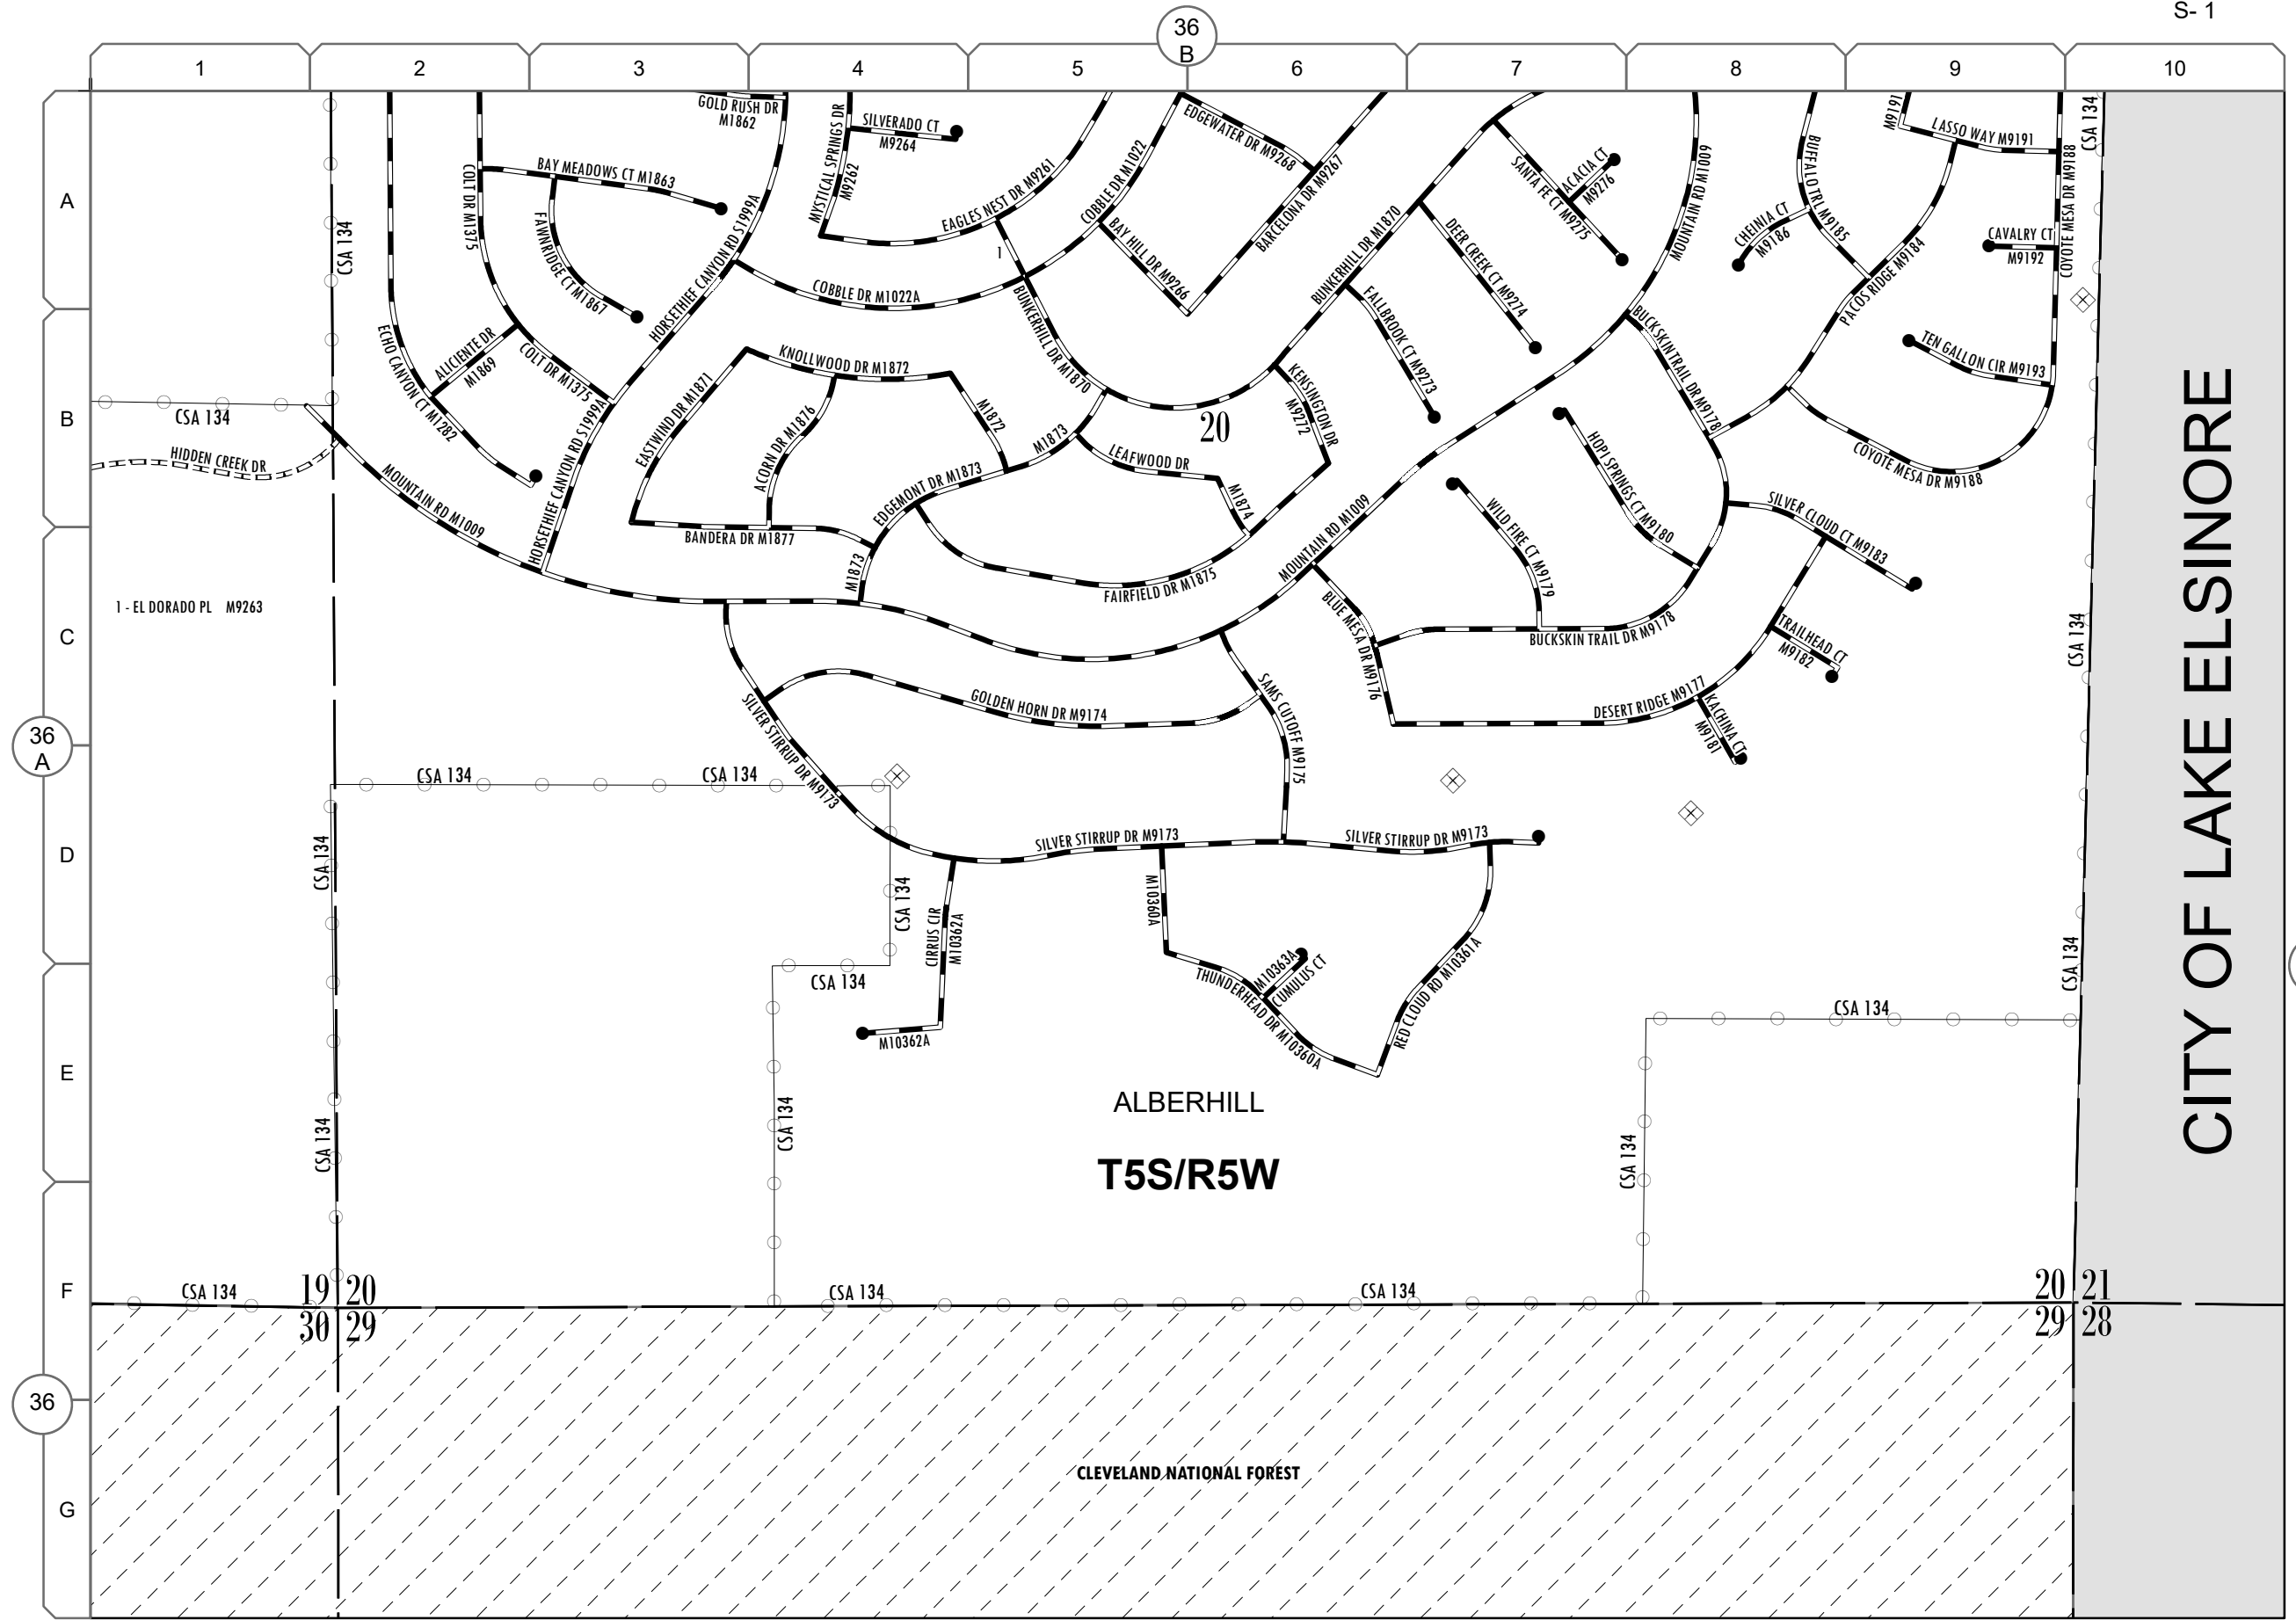 S- 1
36
B
1
2
3
4
5
6
7
8
9
10
A
B
C
D
E
F
G
36
A
36
GOLD RUSH DR
M1862
MYSTICAL SPRINGS DR
M9262
SILVERADO CT
M9264
EAGLES NEST DR M9261
COBBLE DR M1022
EDGEWATER DR M9268
BARCELONA DR M9267
BAY HILL DR M9266
BUNKERHILL DR M1870
SANTA FE CT M9275
ACACIA CT
M9276
MOUNTAIN RD M1009
BUFFALO TRL M9185
CHEINIA CT
M9186
M9191
LASSO WAY M9191
PACOS RIDGE M9184
CAVALRY CT
M9192
COYOTE MESA DR M9188
CSA 134
CSA 134
COLT DR M1375
BAY MEADOWS CT M1863
FAWNRIDGE CT M1867
HORSETHIEF CANYON RD S1999A
COBBLE DR M1022A
1
BUNKERHILL DR M1870
DEER CREEK CT M9274
FALLBROOK CT M9273
BUCKSKIN TRAIL DR M9178
TEN GALLON CIR M9193
ECHO CANYON CT M1282
ALICIENTE DR
M1869
COLT DR M1375
KNOLLWOOD DR M1872
EASTWIND DR M1871
ACORN DR M1876
M1872
M1873
LEAFWOOD DR
M1874
KENSINGTON DR
M9272
20
CSA 134
HIDDEN CREEK DR
MOUNTAIN RD M1009
HORSETHIEF CANYON RD S1999A
EDGEMONT DR M1873
BANDERA DR M1877
M1873
FAIRFIELD DR M1875
MOUNTAIN RD M1009
HOPI SPRINGS CT M9180
WILD FIRE CT M9179
COYOTE MESA DR M9188
SILVER CLOUD CT M9183
1 - EL DORADO PL M9263
BLUE MESA DR M9176
BUCKSKIN TRAIL DR M9178
TRAILHEAD CT
M9182
CSA 134
GOLDEN HORN DR M9174
SAMS CUTOFF M9175
DESERT RIDGE M9177
KACHINA CT
M9181
SILVER STIRRUP DR M9173
CSA 134
CSA 134
CSA 134
SILVER STIRRUP DR M9173
SILVER STIRRUP DR M9173
CSA 134
CIRRUS CIR
M10362A
M10360A
CSA 134
M10363A
CUMULUS CT
THUNDERHEAD DR M10360A
RED CLOUD RD M10361A
CSA 134
CSA 134
M10362A
CSA 134
CSA 134
CSA 134
ALBERHILL
T5S/R5W
CITY OF LAKE ELSINORE
CSA 134
19 20
CSA 134
CSA 134
20 21
30 29
29 28
CLEVELAND NATIONAL FOREST